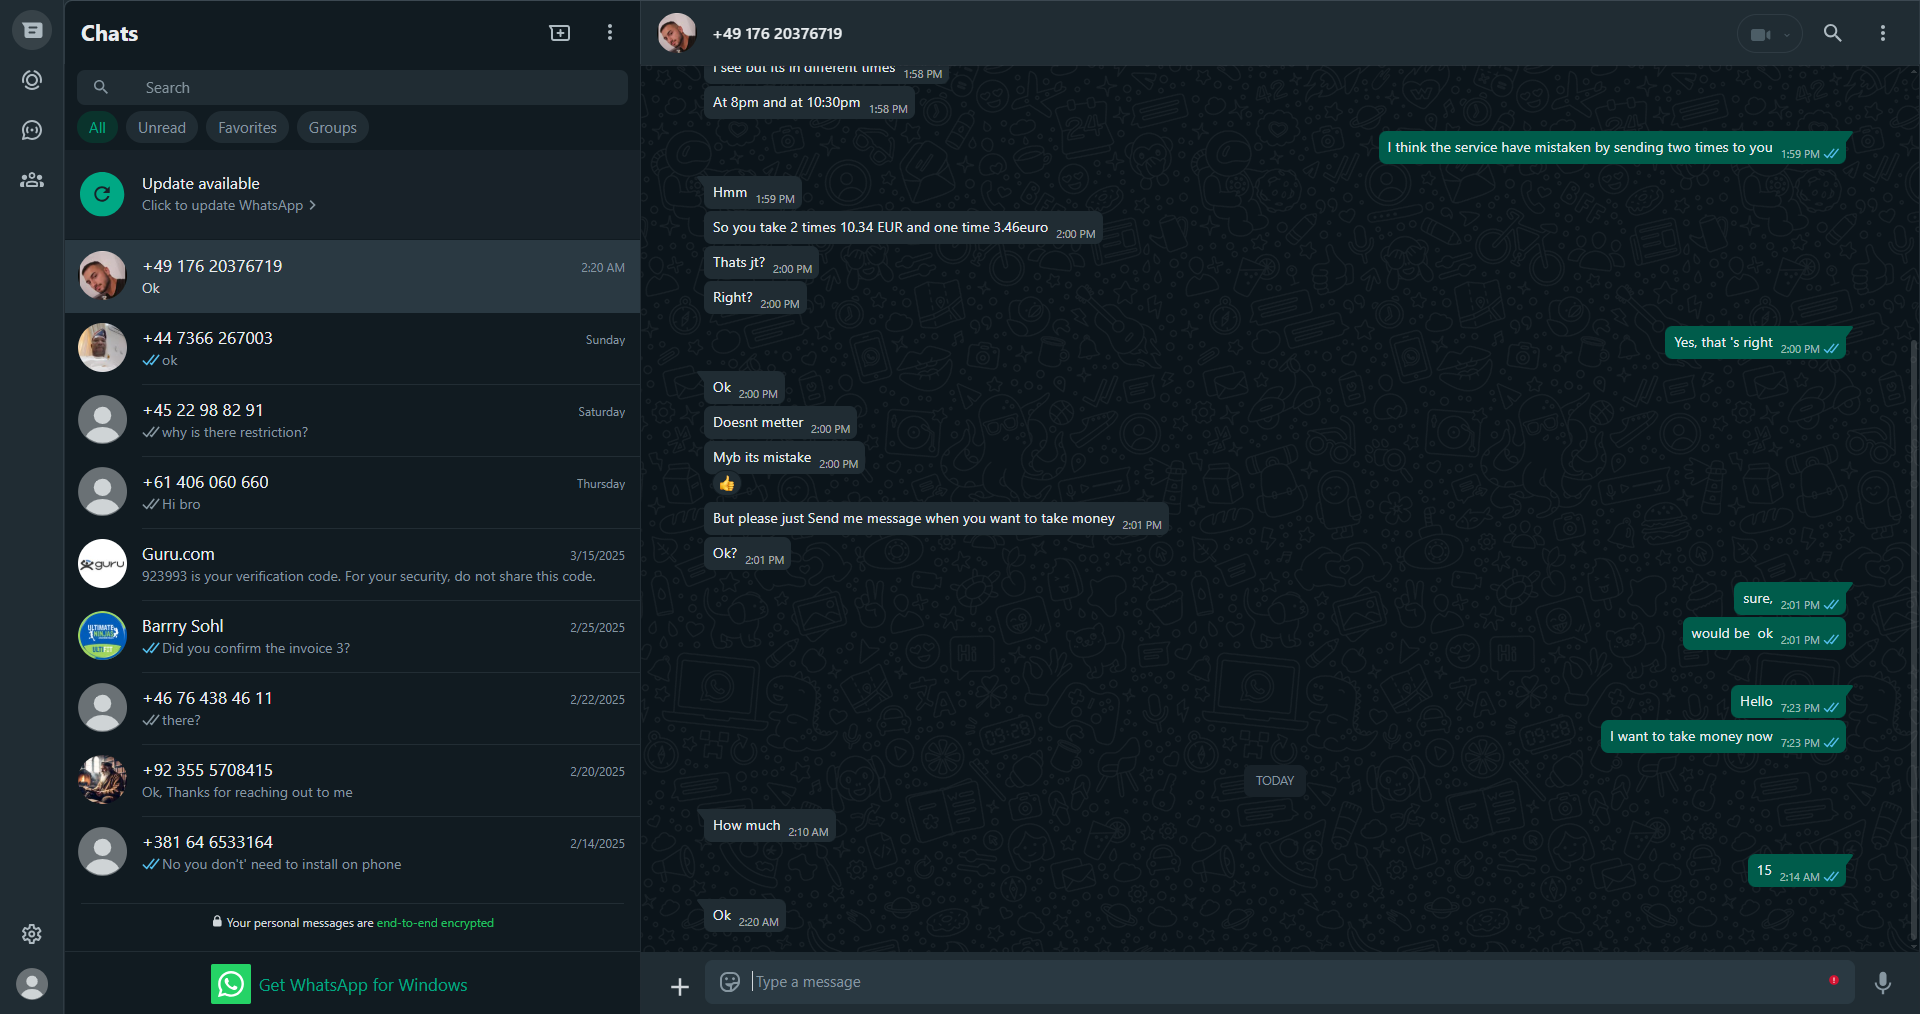 Chats
Search
All
Unread
Favorites
Groups
Update available
Click to update WhatsApp
+49 176 20376719
2:20 AM
Ok
+44 7366 267003
Sunday
ok
+45 22 98 82 91
Saturday
why is there restriction?
+61 406 060 660
Thursday
Hi bro
guru
Guru.com
3/15/2025
923993 is your verification code. For your security, do not share this code.
ULTIMATE
NINJAS
Barrry Sohl
2/25/2025
Did you confirm the invoice 3?
+46 76 438 46 11
2/22/2025
there?
+92 355 5708415
2/20/2025
Ok, Thanks for reaching out to me
+381 64 6533164
2/14/2025
No you don't' need to install on phone
Your personal messages are end-to-end encrypted
Get WhatsApp for Windows
+49 176 20376719
I see but its in different times 1:58 PM
At 8pm and at 10:30pm 1:58 PM
I think the service have mistaken by sending two times to you 1:59 PM
Hmm 1:59 PM
So you take 2 times 10.34 EUR and one time 3.46euro 2:00 PM
Thats jt? 2:00 PM
Right? 2:00 PM
Yes, that 's right 2:00 PM
Ok 2:00 PM
Doesnt metter 2:00 PM
Myb its mistake 2:00 PM
But please just Send me message when you want to take money 2:01 PM
Ok? 2:01 PM
sure, 2:01 PM
would be  ok 2:01 PM
Hello 7:23 PM
I want to take money now 7:23 PM
TODAY
How much 2:10 AM
15 2:14 AM
Ok 2:20 AM
Type a message